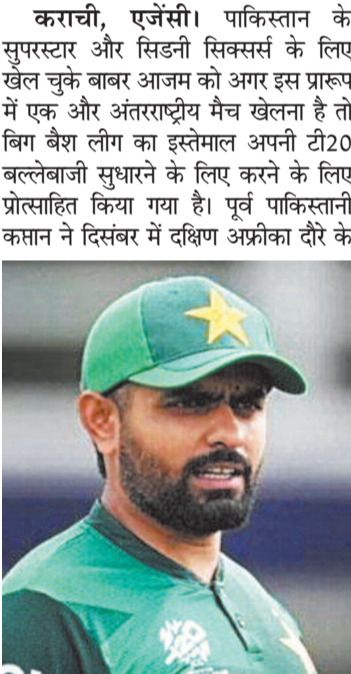 कराची, एजेंसी। पाकिस्तान के
सुपरस्टार और सिडनी सिक्सर्स के लिए
खेल चुके बाबर आजम को अगर इस प्रारूप
में एक और अंतरराष्ट्रीय मैच खेलना है तो
बिग बैश लीग का इस्तेमाल अपनी टी20
बल्लेबाजी सुधारने के लिए करने के लिए
प्रोत्साहित किया गया है। पूर्व पाकिस्तानी
कप्तान ने दिसंबर में दक्षिण अफ्रीका दौरे के